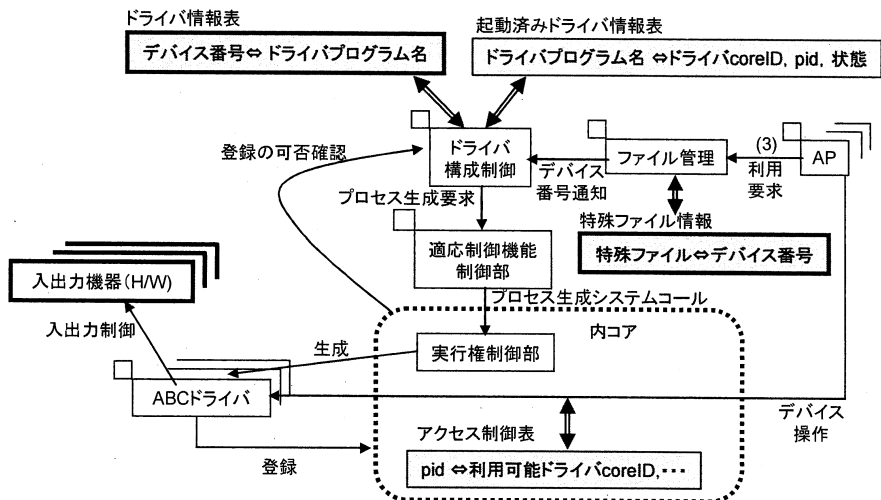 ドライバ情報表
デバイス番号⇔ドライバプログラム名
起動済みドライバ情報表
ドライバプログラム名 ⇔ドライバcoreID, pid, 状態
登録の可否確認
ドライバ
構成制御
デバイス
番号通知
ファイル管理
(3)
利用
要求
AP
プロセス生成要求
特殊ファイル情報
特殊ファイル⇔デバイス番号
適応制御機能
制御部
入出力機器(H/W)
プロセス生成システムコール
入出力制御
内コア
生成
実行権制御部
ABCドライバ
デバイス
操作
アクセス制御表
登録
pid ⇔利用可能ドライバcoreID,・・・